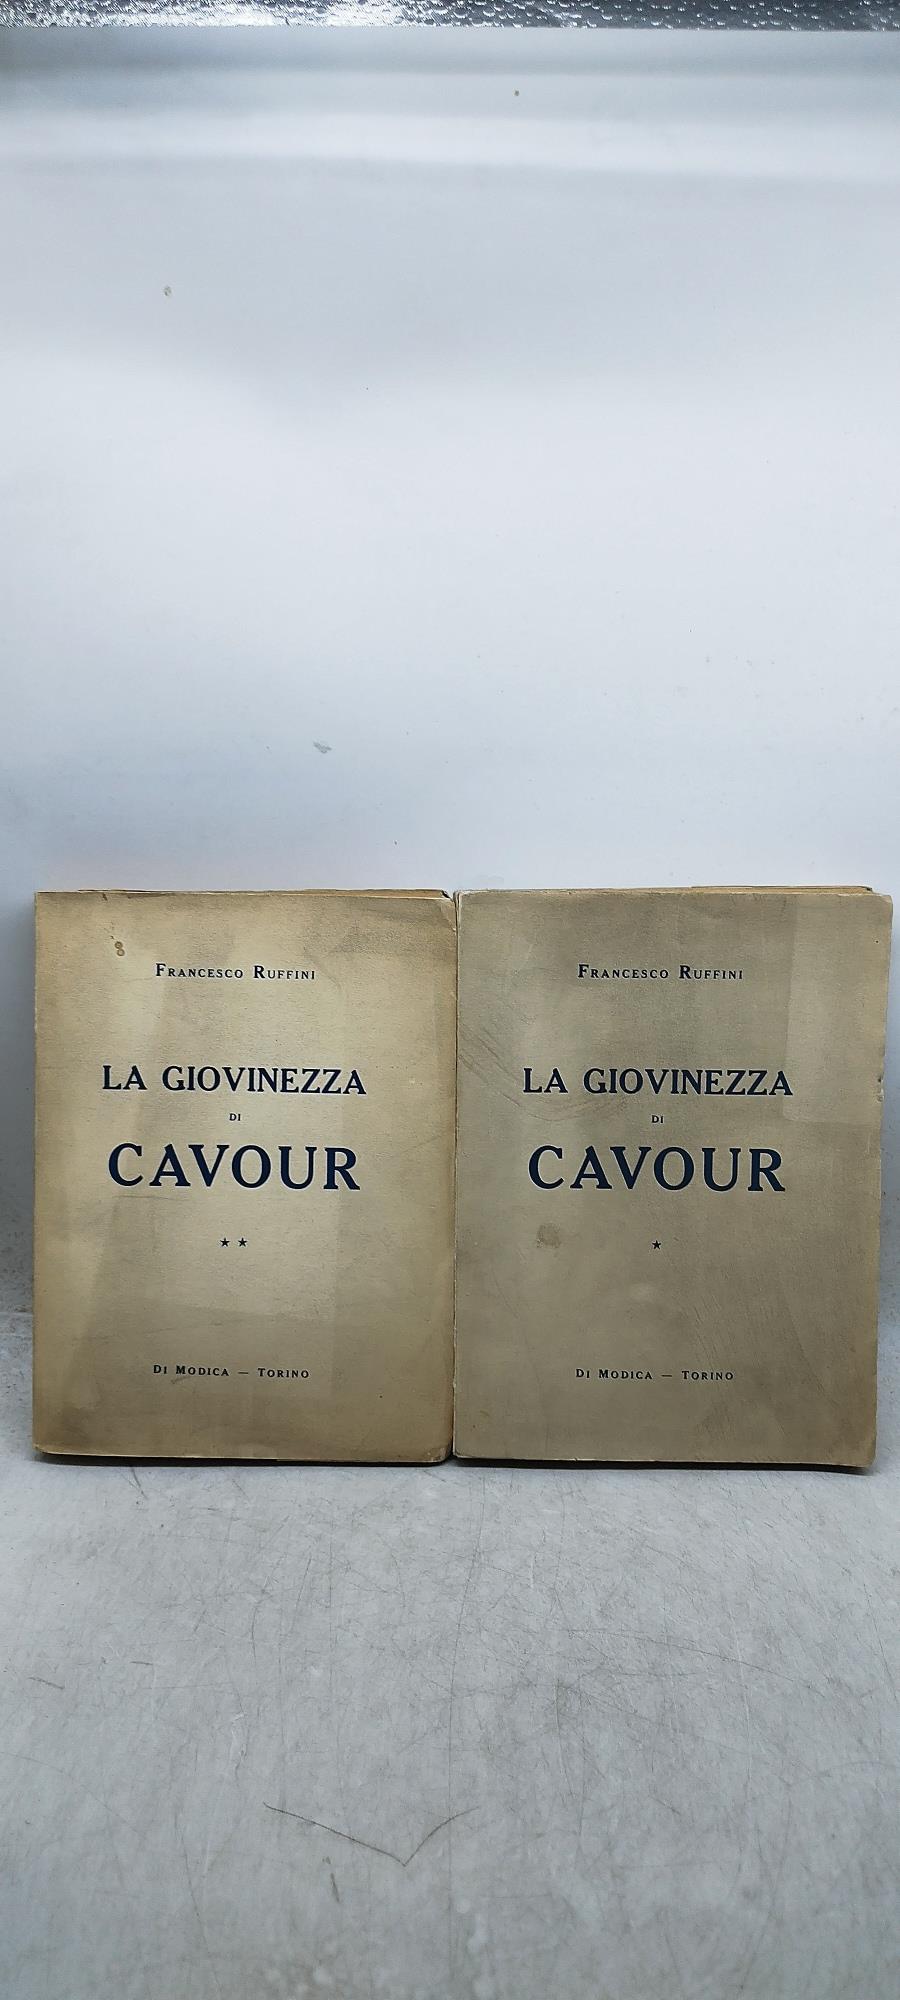 Francesco Ruffini
LA GIOVINEZZA
DI
CAVOUR
★ ★
Di Modica — Torino
Francesco Ruffini
LA GIOVINEZZA
DI
CAVOUR
★
Di Modica — Torino